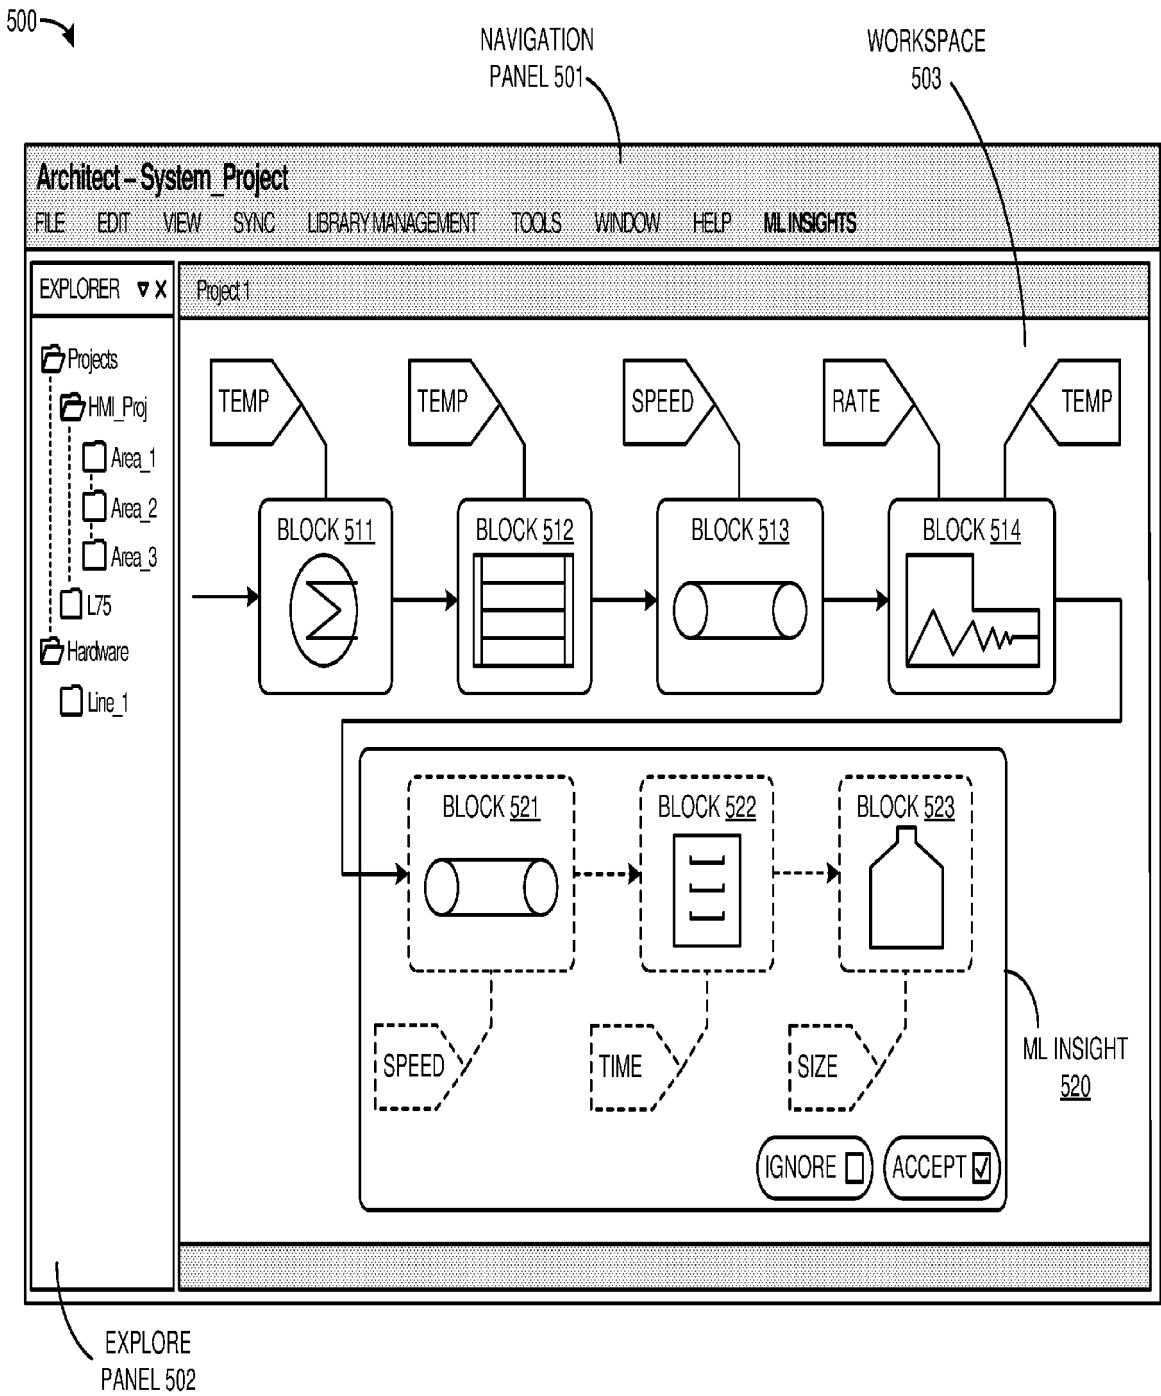 500
NAVIGATION
PANEL 501
WORKSPACE
503
Architect – System_Project
FILE EDIT VIEW SYNC LIBRARY MANAGEMENT TOOLS WINDOW HELP ML INSIGHTS
EXPLORER
Project 1
Projects
HMI_Proj
Area_1
Area_2
Area_3
L75
Hardware
Line_1
TEMP TEMP SPEED RATE TEMP
BLOCK 511 BLOCK 512 BLOCK 513 BLOCK 514
BLOCK 521 BLOCK 522 BLOCK 523
SPEED TIME SIZE
ML INSIGHT
520
IGNORE ACCEPT
EXPLORE
PANEL 502